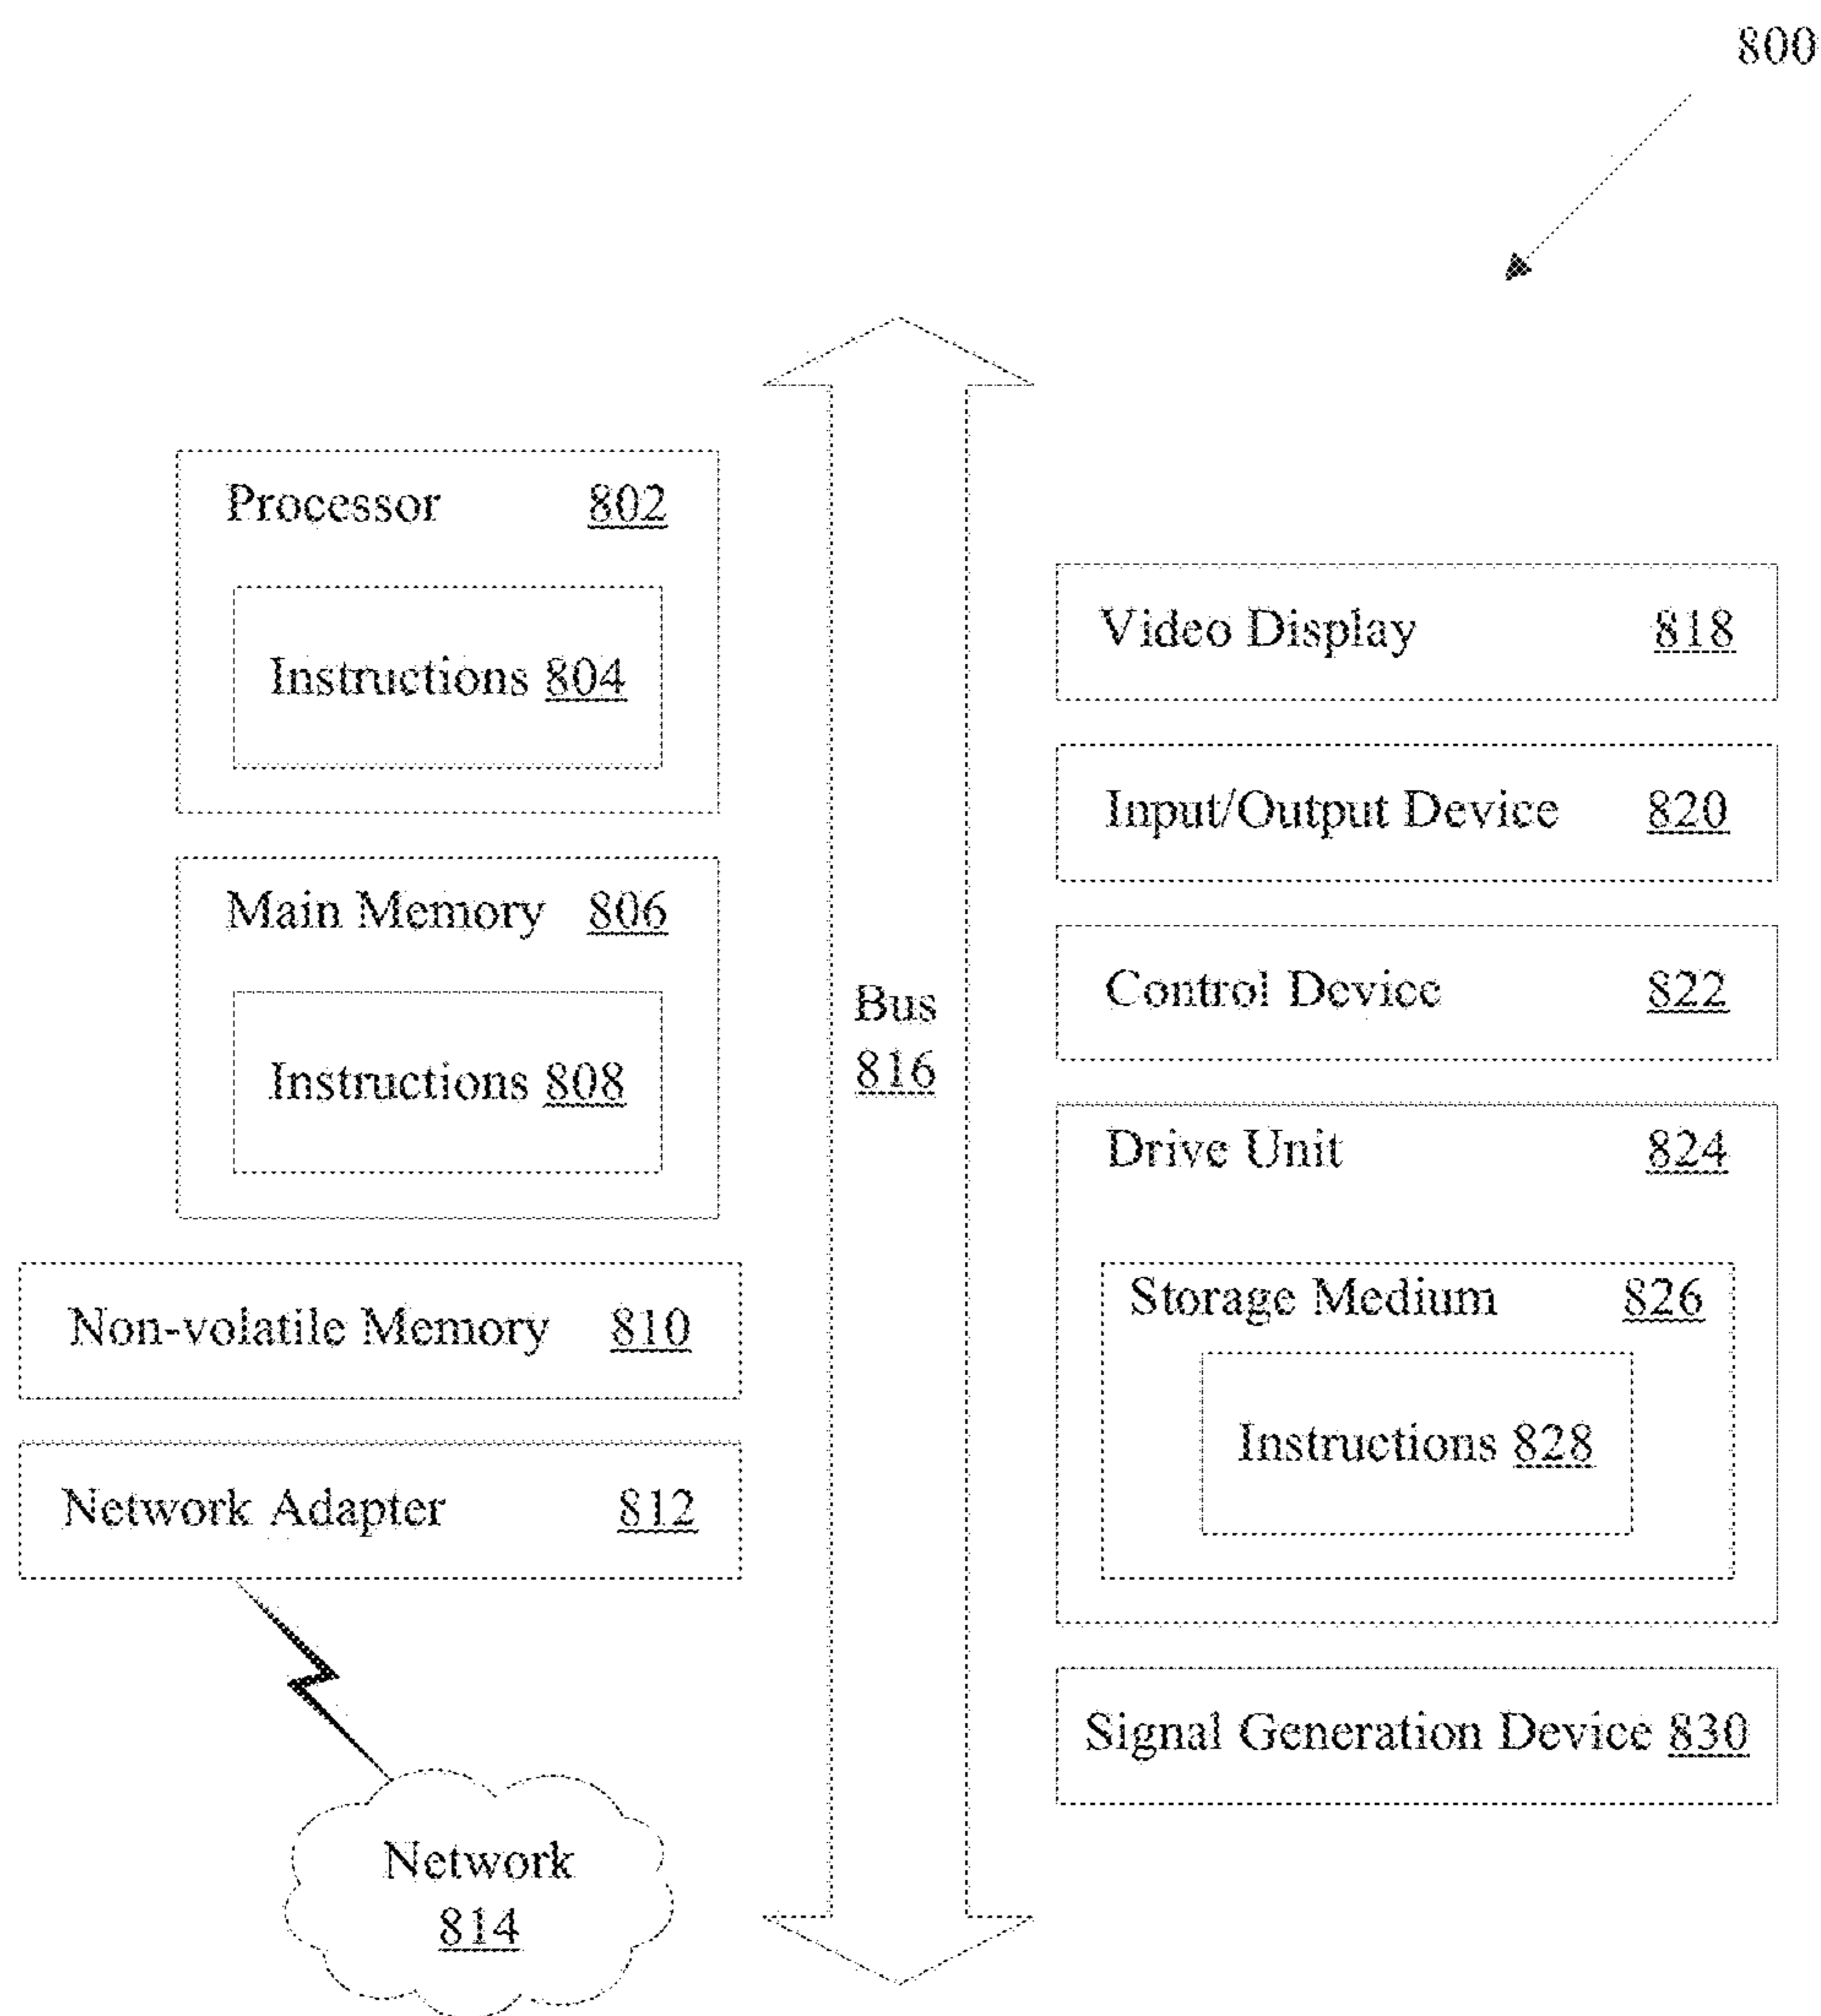 800
Processor 802
Instructions 804
Main Memory 806
Instructions 808
Non-volatile Memory 810
Network Adapter 812
Network
814
Bus
816
Video Display 818
Input/Output Device 820
Control Device 822
Drive Unit 824
Storage Medium 826
Instructions 828
Signal Generation Device 830